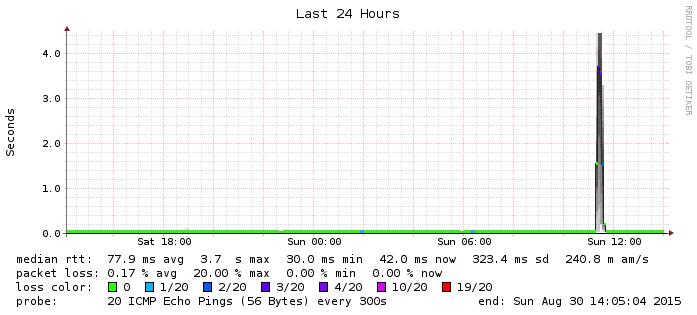 Last 24 Hours
RRDTOOL / TOBI OETIKER
Seconds
4.0
3.0
2.0
1.0
0.0
Sat 18:00 Sun 00:00 Sun 06:00 Sun 12:00
median rtt: 77.9 ms avg 3.7 s max 30.0 ms min 42.0 ms now 323.4 ms sd 240.8 m am/s
packet loss: 0.17 % avg 20.00 % max 0.00 % min 0.00 % now
loss color: 0 1/20 2/20 3/20 4/20 10/20 19/20
probe: 20 ICMP Echo Pings (56 Bytes) every 300s end: Sun Aug 30 14:05:04 2015